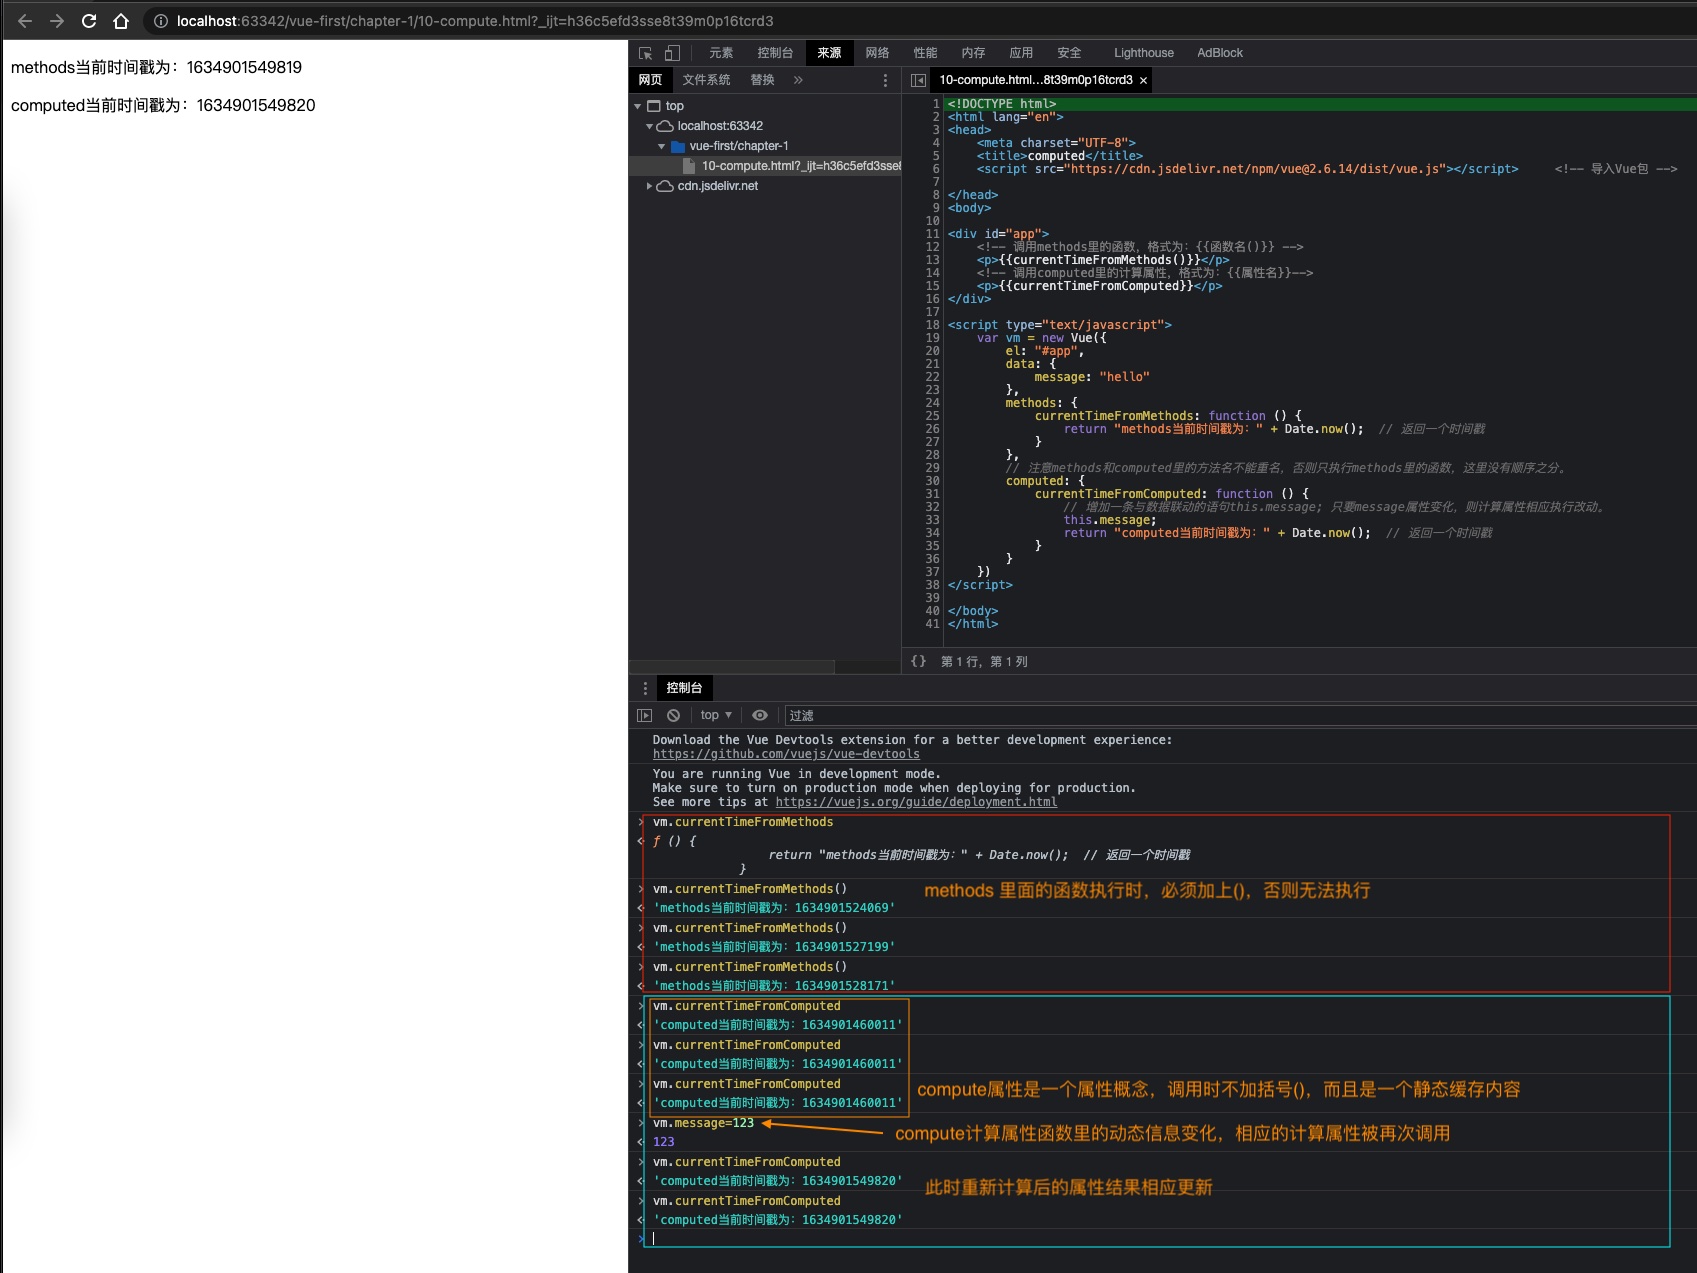 localhost:63342/vue-first/chapter-1/10-compute.html?_ijt=h36c5efd3sse8t39m0p16tcrd3
methods当前时间戳为：1634901549819
computed当前时间戳为：1634901549820
元素 控制台 来源 网络 性能 内存 应用 安全 Lighthouse AdBlock
网页 文件系统 替换 »
10-compute.html…8t39m0p16tcrd3 ×
top
localhost:63342
vue-first/chapter-1
10-compute.html?_ijt=h36c5efd3sse8
cdn.jsdelivr.net
1 <!DOCTYPE html>
2 <html lang="en">
3 <head>
4     <meta charset="UTF-8">
5     <title>computed</title>
6     <script src="https://cdn.jsdelivr.net/npm/vue@2.6.14/dist/vue.js"></script>     <!-- 导入Vue包 -->
7
8 </head>
9 <body>
10
11 <div id="app">
12     <!-- 调用methods里的函数，格式为：{{函数名()}} -->
13     <p>{{currentTimeFromMethods()}}</p>
14     <!-- 调用computed里的计算属性，格式为：{{属性名}}-->
15     <p>{{currentTimeFromComputed}}</p>
16 </div>
17
18 <script type="text/javascript">
19     var vm = new Vue({
20         el: "#app",
21         data: {
22             message: "hello"
23         },
24         methods: {
25             currentTimeFromMethods: function () {
26                 return "methods当前时间戳为：" + Date.now();  // 返回一个时间戳
27             }
28         },
29         // 注意methods和computed里的方法名不能重名，否则只执行methods里的函数，这里没有顺序之分。
30         computed: {
31             currentTimeFromComputed: function () {
32                 // 增加一条与数据联动的语句this.message; 只要message属性变化，则计算属性相应执行改动。
33                 this.message;
34                 return "computed当前时间戳为：" + Date.now();  // 返回一个时间戳
35             }
36         }
37     })
38 </script>
39
40 </body>
41 </html>
{} 第 1 行，第 1 列
控制台
top ▼ 过滤
Download the Vue Devtools extension for a better development experience:
https://github.com/vuejs/vue-devtools
You are running Vue in development mode.
Make sure to turn on production mode when deploying for production.
See more tips at https://vuejs.org/guide/deployment.html
vm.currentTimeFromMethods
ƒ () {
return "methods当前时间戳为：" + Date.now();  // 返回一个时间戳
}
vm.currentTimeFromMethods()
methods 里面的函数执行时，必须加上()，否则无法执行
'methods当前时间戳为：1634901524069'
vm.currentTimeFromMethods()
'methods当前时间戳为：1634901527199'
vm.currentTimeFromMethods()
'methods当前时间戳为：1634901528171'
vm.currentTimeFromComputed
'computed当前时间戳为：1634901460011'
vm.currentTimeFromComputed
'computed当前时间戳为：1634901460011'
vm.currentTimeFromComputed
compute属性是一个属性概念，调用时不加括号()，而且是一个静态缓存内容
'computed当前时间戳为：1634901460011'
vm.message=123
compute计算属性函数里的动态信息变化，相应的计算属性被再次调用
123
vm.currentTimeFromComputed
'computed当前时间戳为：1634901549820'
此时重新计算后的属性结果相应更新
vm.currentTimeFromComputed
'computed当前时间戳为：1634901549820'